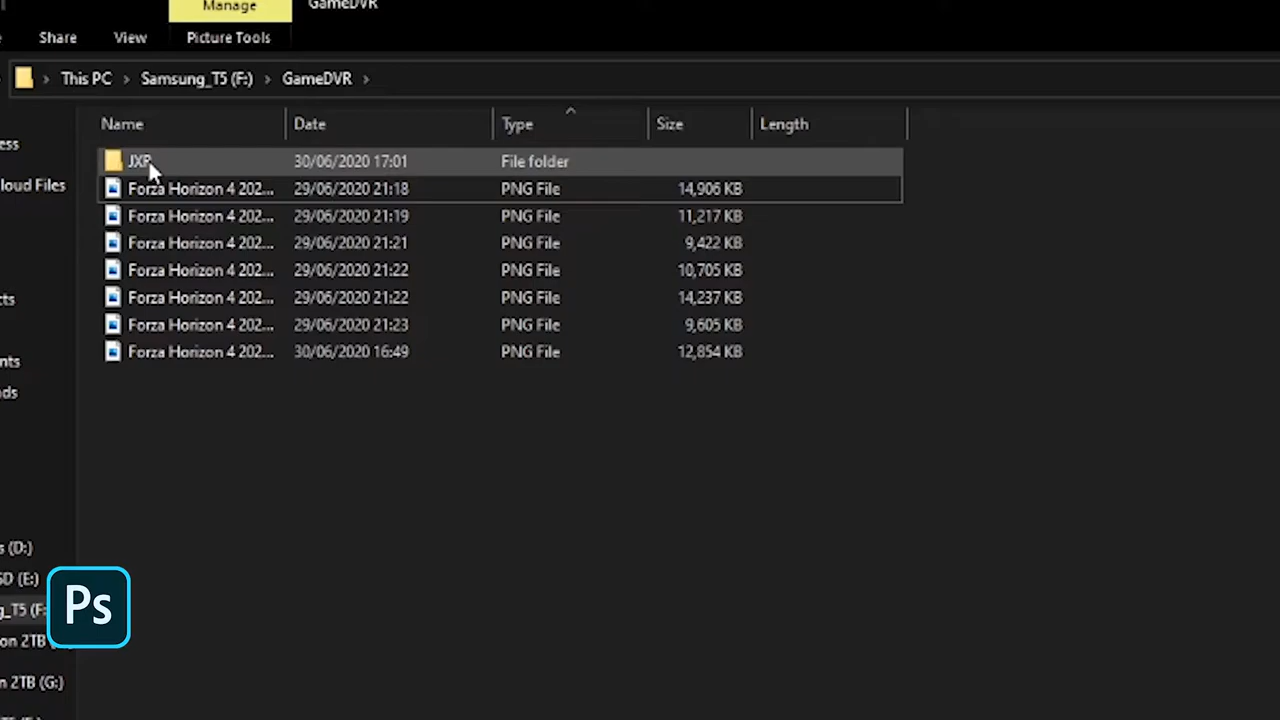 Manage
GameDVR
Share
View
Picture Tools
This PC
Samsung_T5 (F:)
GameDVR
Name
Date
Type
Size
Length
ess
JXR 30/06/2020 17:01 File folder
loud Files
Forza Horizon 4 202... 29/06/2020 21:18 PNG File 14,906 KB
Forza Horizon 4 202... 29/06/2020 21:19 PNG File 11,217 KB
Forza Horizon 4 202... 29/06/2020 21:21 PNG File 9,422 KB
Forza Horizon 4 202... 29/06/2020 21:22 PNG File 10,705 KB
cts
Forza Horizon 4 202... 29/06/2020 21:22 PNG File 14,237 KB
Forza Horizon 4 202... 29/06/2020 21:23 PNG File 9,605 KB
Forza Horizon 4 202... 30/06/2020 16:49 PNG File 12,854 KB
nts
ds
s (D:)
SD (E:)
g_T5 (F:
Ps
on 2TB
on 2TB (G:)